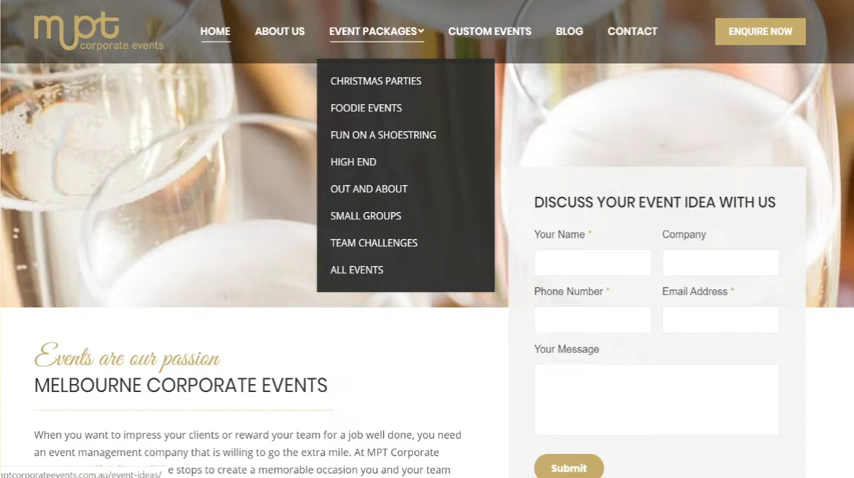 mpt
corporate events
HOME
ABOUT US
EVENT PACKAGES
CUSTOM EVENTS
BLOG
CONTACT
ENQUIRE NOW
CHRISTMAS PARTIES
FOODIE EVENTS
FUN ON A SHOESTRING
HIGH END
OUT AND ABOUT
SMALL GROUPS
TEAM CHALLENGES
ALL EVENTS
DISCUSS YOUR EVENT IDEA WITH US
Your Name *
Company
Phone Number *
Email Address *
Your Message
Submit
Events are our passion
MELBOURNE CORPORATE EVENTS
When you want to impress your clients or reward your team for a job well done, you need
an event management company that is willing to go the extra mile. At MPT Corporate
stops to create a memorable occasion you and your team
ptcorporateevents.com.au/event-ideas/